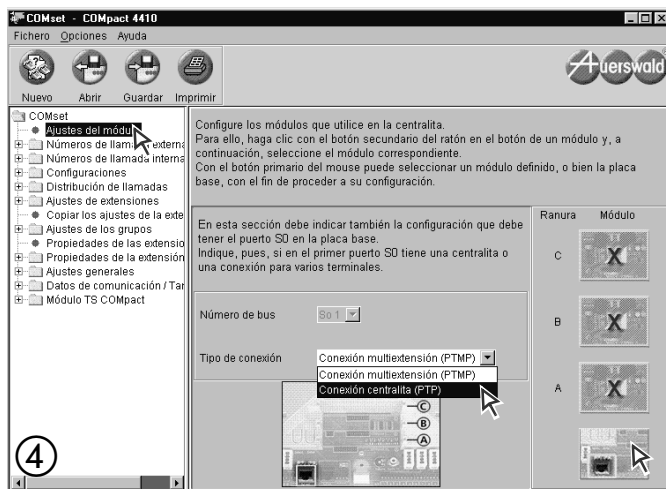 COMset - COMpact 4410
Fichero Opciones Ayuda
Nuevo Abrir Guardar Imprimir
Auerswald
COMset
Ajustes del módulo
Números de llamada externa
Números de llamada interna
Configuraciones
Distribución de llamadas
Ajustes de extensiones
Copiar los ajustes de la exte
Ajustes de los grupos
Propiedades de las extensio
Propiedades de la extensión
Ajustes generales
Datos de comunicación / Tar
Módulo TS COMpact
Configure los módulos que utilice en la centralita.
Para ello, haga clic con el botón secundario del ratón en el botón de un módulo y, a
continuación, seleccione el módulo correspondiente.
Con el botón primario del mouse puede seleccionar un módulo definido, o bien la placa
base, con el fin de proceder a su configuración.
En esta sección debe indicar también la configuración que debe
tener el puerto S0 en la placa base.
Indique, pues, si en el primer puerto S0 tiene una centralita o
una conexión para varios terminales.
Número de bus So 1
Tipo de conexión Conexión multiextensión (PTMP)
Conexión multiextensión (PTMP)
Conexión centralita (PTP)
C
B
A
Ranura Módulo
C X
B X
A X
4